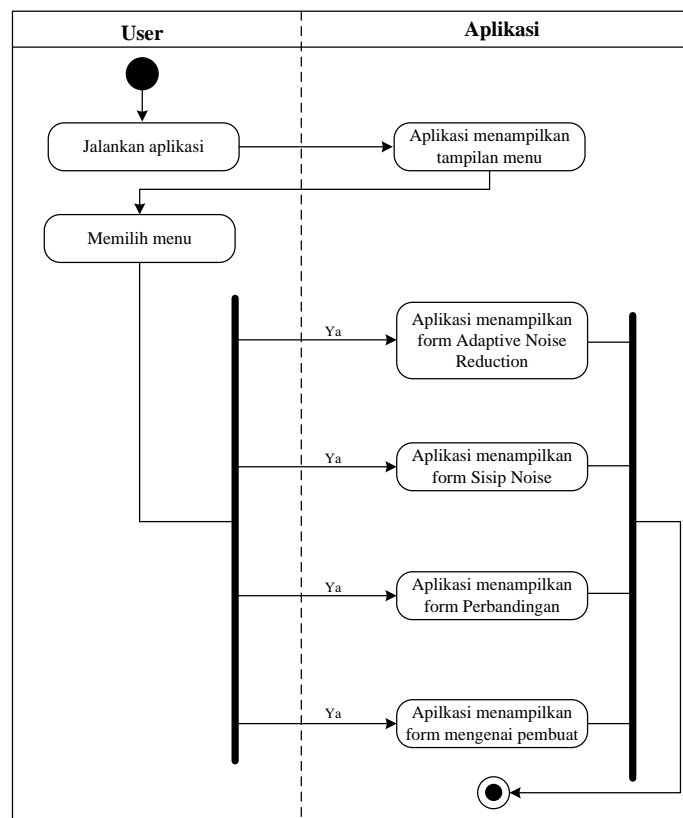 User
Aplikasi
Jalankan aplikasi
Aplikasi menampilkan
tampilan menu
Memilih menu
Ya
Aplikasi menampilkan
form Adaptive Noise
Reduction
Ya
Aplikasi menampilkan
form Sisip Noise
Ya
Aplikasi menampilkan
form Perbandingan
Ya
Apilkasi menampilkan
form mengenai pembuat